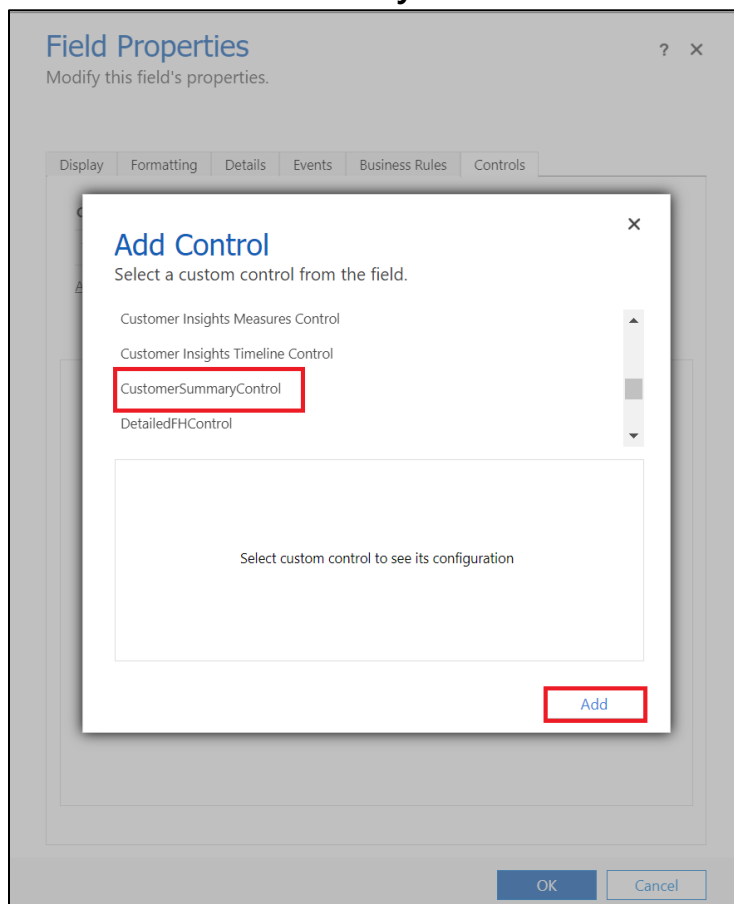 Field Properties
? ×
Modify this field's properties.
Display Formatting Details Events Business Rules Controls
×
Add Control
Select a custom control from the field.
Customer Insights Measures Control
Customer Insights Timeline Control
CustomerSummaryControl
DetailedFHControl
Select custom control to see its configuration
Add
OK Cancel